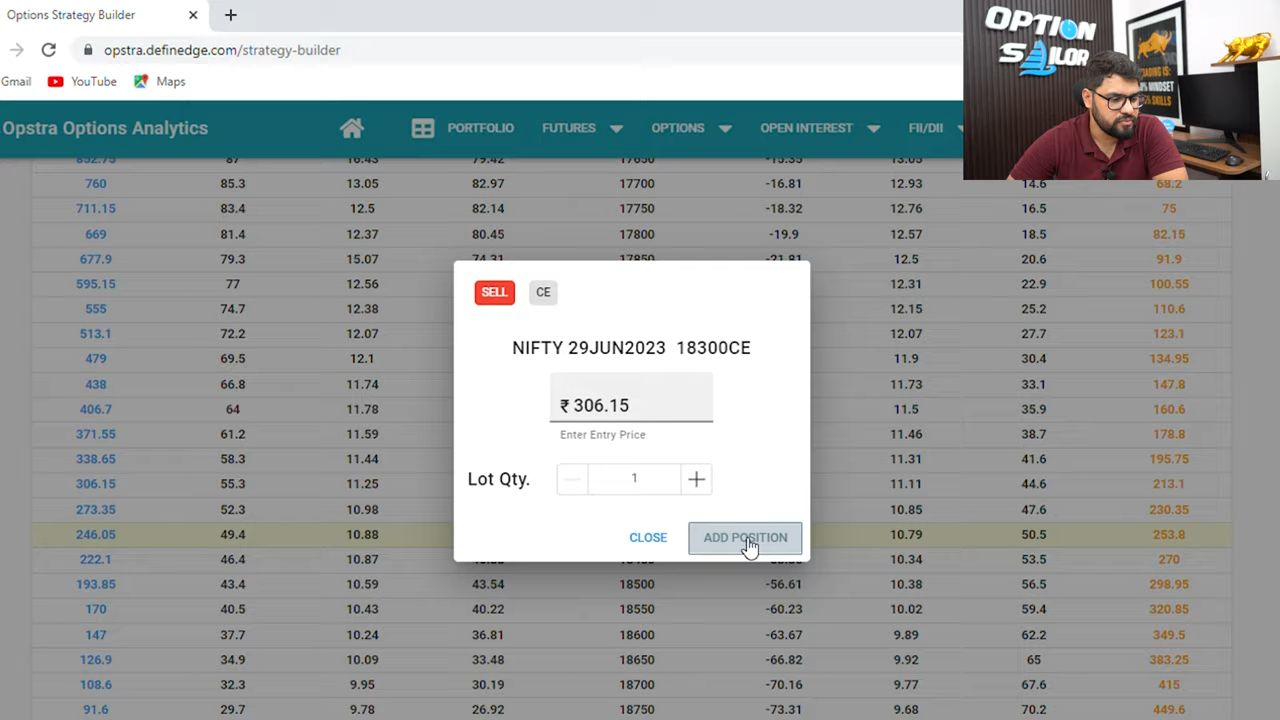 Options Strategy Builder
opstra.definedge.com/strategy-builder
Gmail YouTube Maps
OPTION
SAILOR
Opstra Options Analytics PORTFOLIO FUTURES OPTIONS OPEN INTEREST FII/DII
852.75 87 16.43 79.42 17650 -15.35 13.05
760 85.3 13.05 82.97 17700 -16.81 12.93 14.6 68.2
711.15 83.4 12.5 82.14 17750 -18.32 12.76 16.5 75
669 81.4 12.37 80.45 17800 -19.9 12.57 18.5 82.15
677.9 79.3 15.07 74.31 17850 -21.81 12.5 20.6 91.9
595.15 77 12.56 12.31 22.9 100.55
555 74.7 12.38 12.15 25.2 110.6
513.1 72.2 12.07 12.07 27.7 123.1
479 69.5 12.1 11.9 30.4 134.95
438 66.8 11.74 11.73 33.1 147.8
406.7 64 11.78 11.5 35.9 160.6
371.55 61.2 11.59 11.46 38.7 178.8
338.65 58.3 11.44 11.31 41.6 195.75
306.15 55.3 11.25 11.11 44.6 213.1
273.35 52.3 10.98 10.85 47.6 230.35
246.05 49.4 10.88 10.79 50.5 253.8
222.1 46.4 10.87 10.34 53.5 270
193.85 43.4 10.59 43.54 18500 -56.61 10.38 56.5 298.95
170 40.5 10.43 40.22 18550 -60.23 10.02 59.4 320.85
147 37.7 10.24 36.81 18600 -63.67 9.89 62.2 349.5
126.9 34.9 10.09 33.48 18650 -66.82 9.92 65 383.25
108.6 32.3 9.95 30.19 18700 -70.16 9.77 67.6 415
91.6 29.7 9.78 26.92 18750 -73.31 9.68 70.2 449.6
SELL CE
NIFTY 29JUN2023 18300CE
₹ 306.15
Enter Entry Price
Lot Qty. 1
CLOSE ADD POSITION